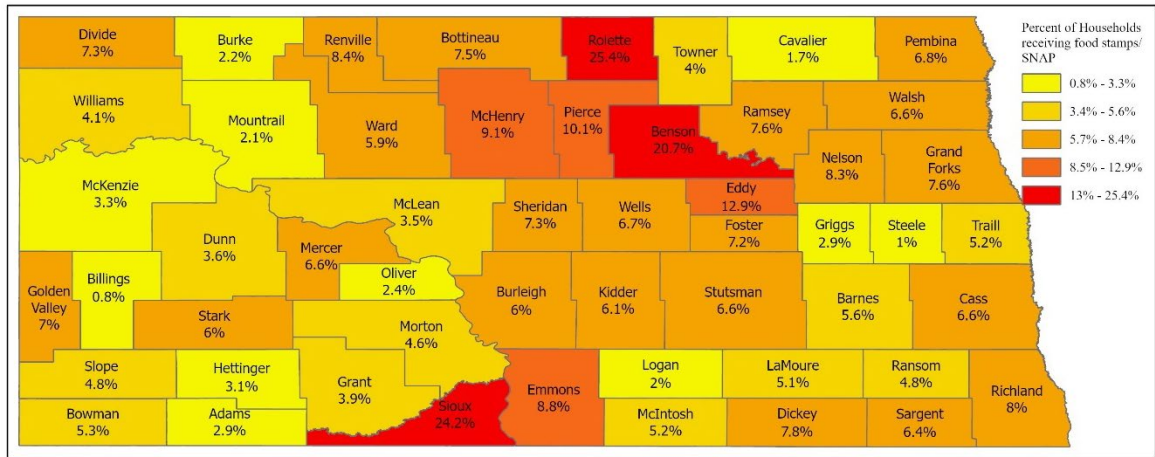 Divide
7.3%
Burke
2.2%
Renville
8.4%
Bottineau
7.5%
Rolette
25.4%
Towner
4%
Cavalier
1.7%
Pembina
6.8%
Williams
4.1%
Mountrail
2.1%
Ward
5.9%
McHenry
9.1%
Pierce
10.1%
Benson
20.7%
Ramsey
7.6%
Walsh
6.6%
Nelson
8.3%
Grand
Forks
7.6%
McKenzie
3.3%
Dunn
3.6%
McLean
3.5%
Mercer
6.6%
Oliver
2.4%
Sheridan
7.3%
Wells
6.7%
Eddy
12.9%
Foster
7.2%
Griggs
2.9%
Steele
1%
Traill
5.2%
Golden
Valley
7%
Billings
0.8%
Stark
6%
Morton
4.6%
Burleigh
6%
Kidder
6.1%
Stutsman
6.6%
Barnes
5.6%
Cass
6.6%
Slope
4.8%
Hettinger
3.1%
Grant
3.9%
Sioux
24.2%
Emmons
8.8%
Logan
2%
LaMoure
5.1%
Ransom
4.8%
Richland
8%
Bowman
5.3%
Adams
2.9%
McIntosh
5.2%
Dickey
7.8%
Sargent
6.4%
Percent of Households
receiving food stamps/
SNAP
0.8% - 3.3%
3.4% - 5.6%
5.7% - 8.4%
8.5% - 12.9%
13% - 25.4%